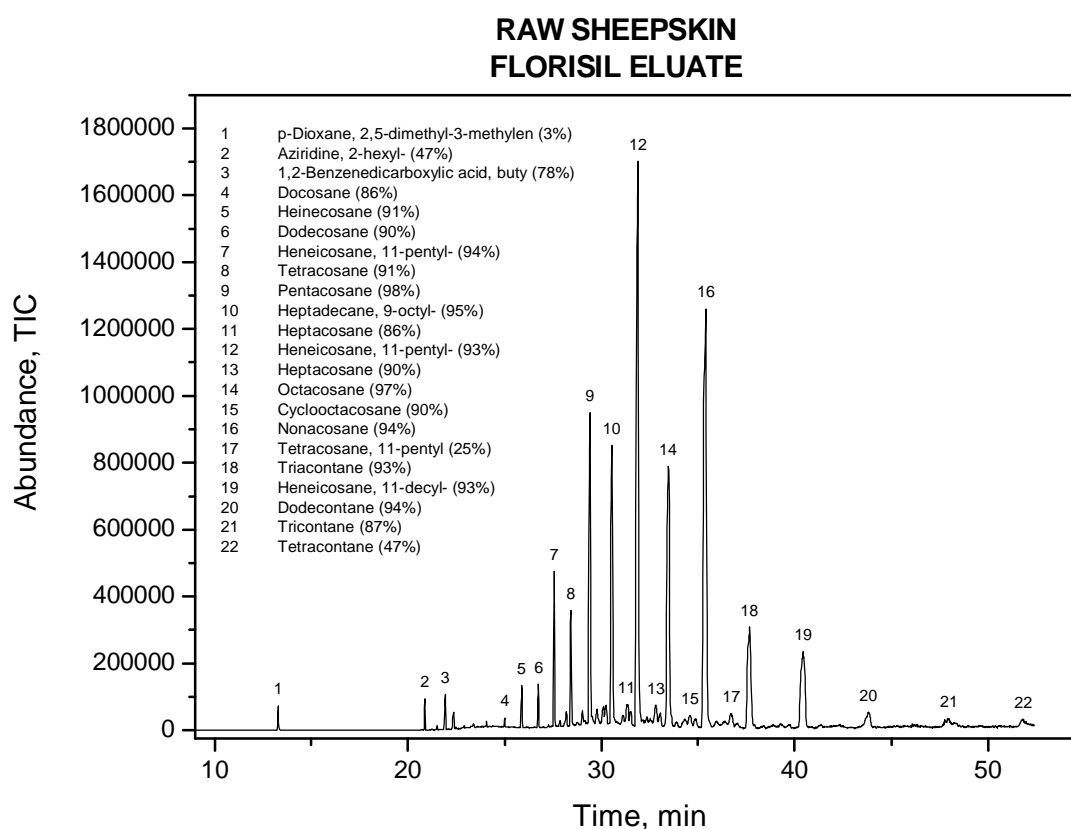 RAW SHEEPSKIN
FLORISIL ELUATE
1800000
1600000
1400000
1200000
1000000
800000
600000
400000
200000
0
Abundance, TIC
1 p-Dioxane, 2,5-dimethyl-3-methylen (3%)
2 Aziridine, 2-hexyl- (47%)
3 1,2-Benzenedicarboxylic acid, buty (78%)
4 Docosane (86%)
5 Heinecosane (91%)
6 Dodecosane (90%)
7 Heneicosane, 11-pentyl- (94%)
8 Tetracosane (91%)
9 Pentacosane (98%)
10 Heptadecane, 9-octyl- (95%)
11 Heptacosane (86%)
12 Heneicosane, 11-pentyl- (93%)
13 Heptacosane (90%)
14 Octacosane (97%)
15 Cyclooctacosane (90%)
16 Nonacosane (94%)
17 Tetracosane, 11-pentyl (25%)
18 Triacontane (93%)
19 Heneicosane, 11-decyl- (93%)
20 Dodecontane (94%)
21 Tricontane (87%)
22 Tetracontane (47%)
1
2
3
4
5
6
7
8
9
10
11
12
13
14
15
16
17
18
19
20
21
22
10 20 30 40 50
Time, min